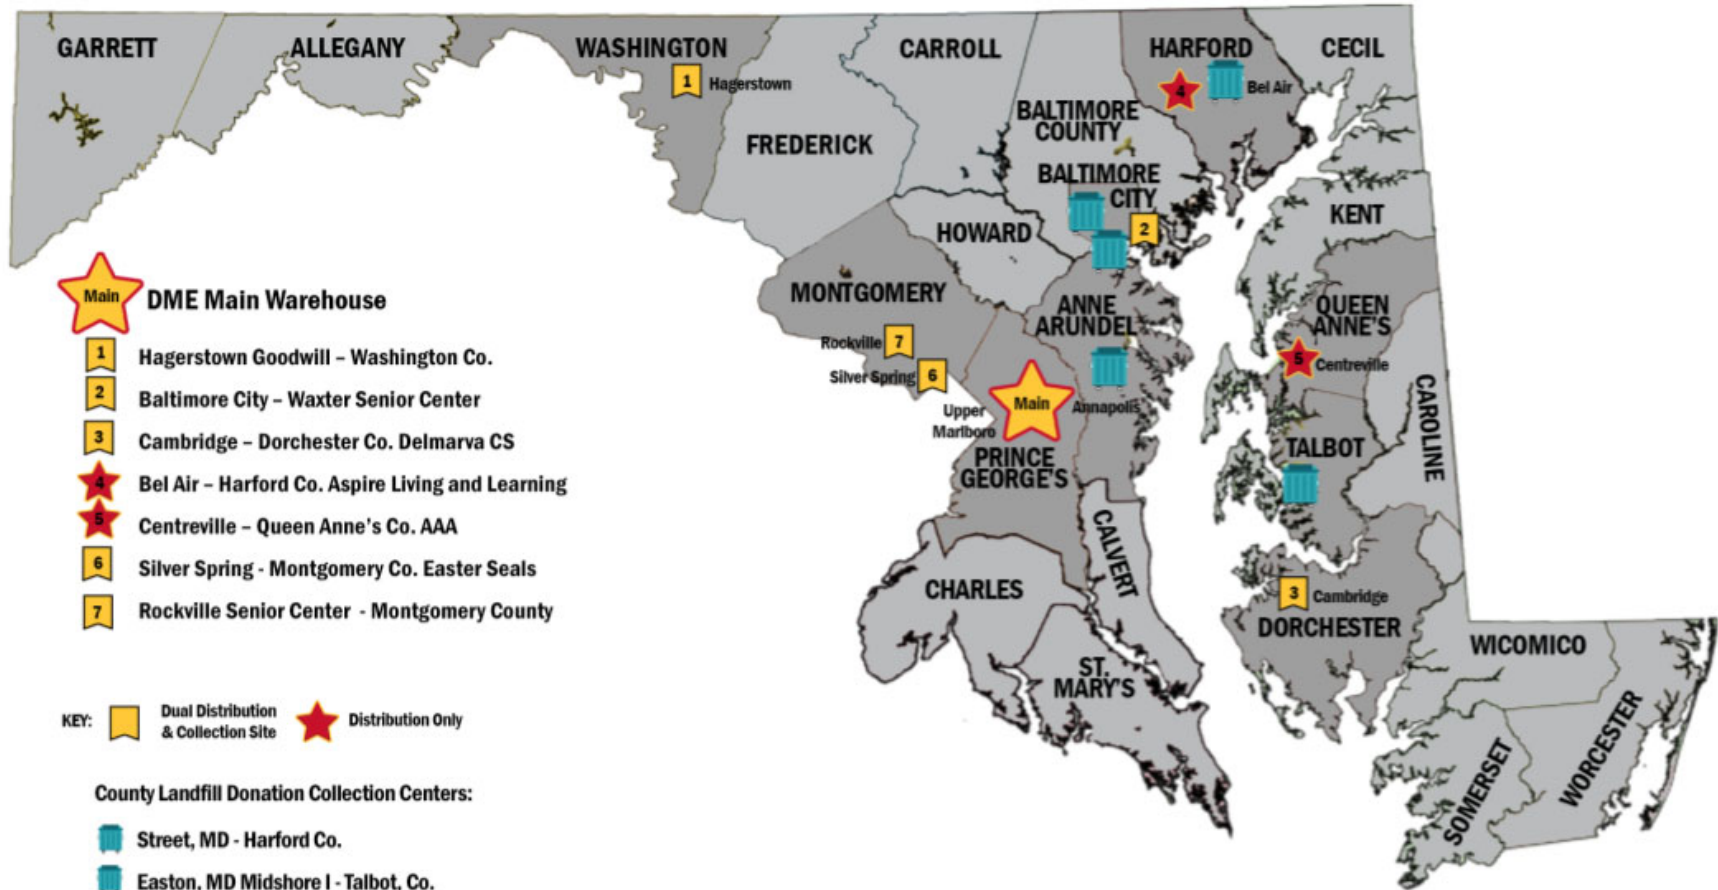 GARRETT
ALLEGANY
WASHINGTON
1 Hagerstown
FREDERICK
CARROLL
BALTIMORE
COUNTY
HARFORD
4
Bel Air
CECIL
BALTIMORE
CITY
2
HOWARD
KENT
MONTGOMERY
Rockville 7
Silver Spring 6
ANNE
ARUNDEL
Annapolis
QUEEN
ANNE'S
5 Centreville
CAROLINE
Upper
Marlboro
Main
PRINCE
GEORGE'S
TALBOT
CALVERT
CHARLES
ST.
MARY'S
3 Cambridge
DORCHESTER
WICOMICO
SOMERSET
WORCESTER
Main DME Main Warehouse
1 Hagerstown Goodwill – Washington Co.
2 Baltimore City – Waxter Senior Center
3 Cambridge – Dorchester Co. Delmarva CS
4 Bel Air – Harford Co. Aspire Living and Learning
5 Centreville – Queen Anne's Co. AAA
6 Silver Spring - Montgomery Co. Easter Seals
7 Rockville Senior Center - Montgomery County
KEY:
Dual Distribution
& Collection Site
Distribution Only
County Landfill Donation Collection Centers:
Street, MD - Harford Co.
Easton, MD Midshore I - Talbot, Co.